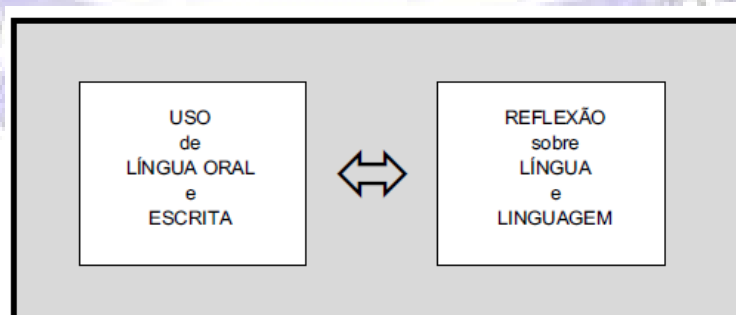 USO
de
LÍNGUA ORAL
e
ESCRITA
REFLEXÃO
sobre
LÍNGUA
e
LINGUAGEM